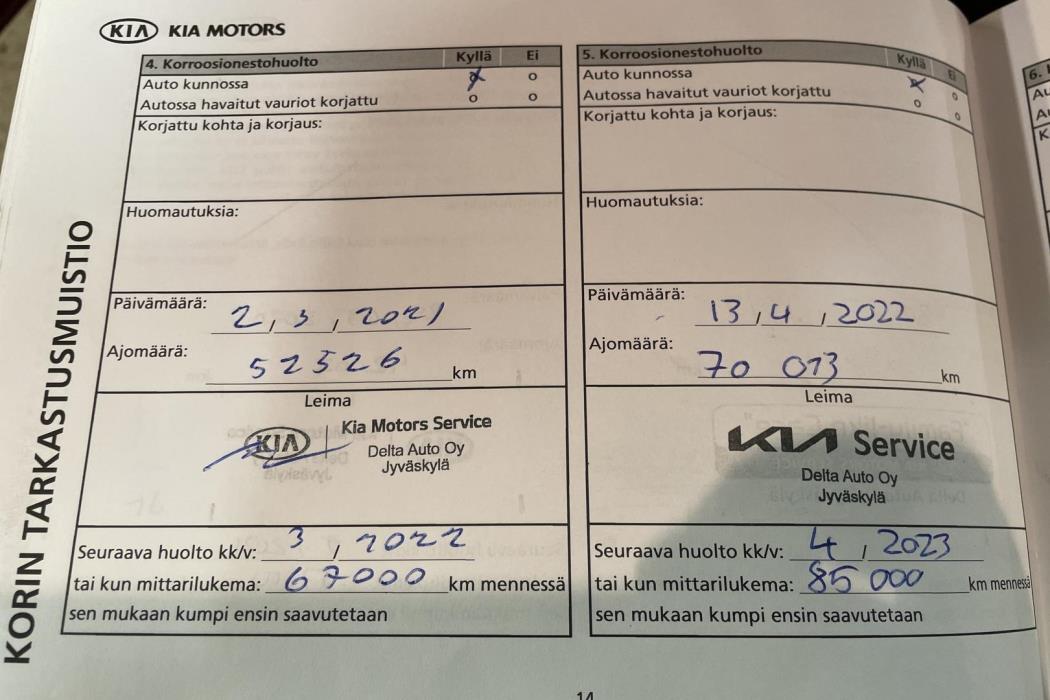 KIA KIA MOTORS
KORIN TARKASTUSMUISTIO
4. Korroosionestohuolto Kyllä Ei
Auto kunnossa
Autossa havaitut vauriot korjattu
Korjattu kohta ja korjaus:
Huomautuksia:
Päivämäärä: 2, 3, 2021
Ajomäärä: 52526 km
Leima
KIA Kia Motors Service
Delta Auto Oy
Jyväskylä
Seuraava huolto kk/v: 3 / 2022
tai kun mittarilukema: 67000 km mennessä
sen mukaan kumpi ensin saavutetaan
5. Korroosionestohuolto Kyllä Ei
Auto kunnossa
Autossa havaitut vauriot korjattu
Korjattu kohta ja korjaus:
Huomautuksia:
Päivämäärä: 13, 4, 2022
Ajomäärä: 70 013 km
Leima
KIA Service
Delta Auto Oy
Jyväskylä
Seuraava huolto kk/v: 4 / 2023
tai kun mittarilukema: 85 000 km mennessä
sen mukaan kumpi ensin saavutetaan
6.
14